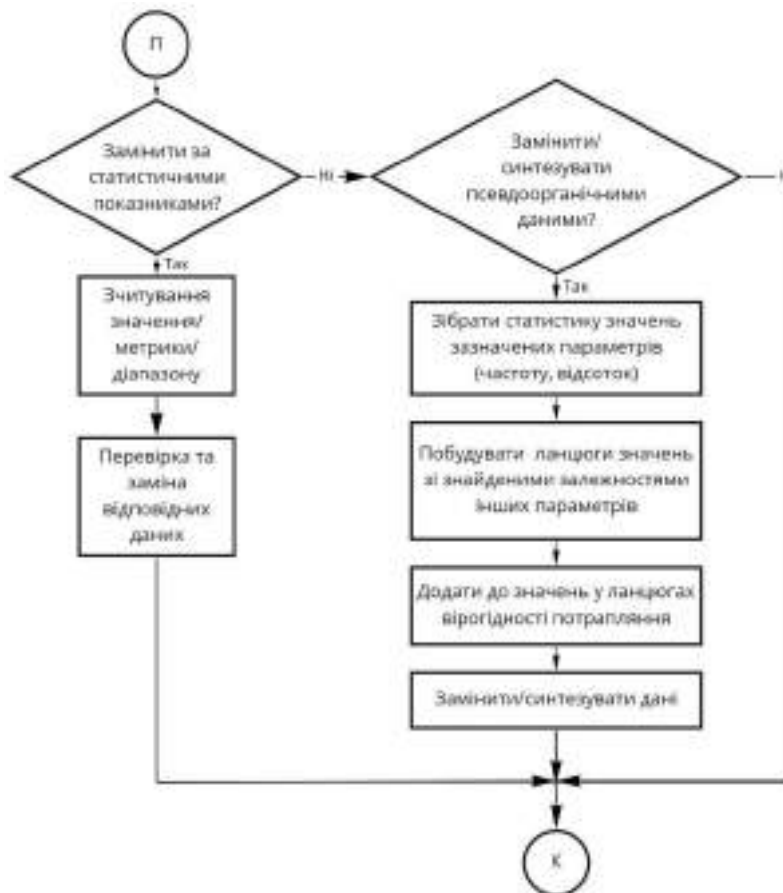 П
Замінити за
статистичними
показниками?
Ні
Замінити/
синтезувати
псевдоорганічними
даними?
Так
Зчитування
значення/
метрики/
діапазону
Перевірка та
заміна
відповідних
даних
Так
Зібрати статистику значень
зазначених параметрів
(частоту, відсоток)
Побудувати ланцюги значень
зі знайденими залежностями
інших параметрів
Додати до значень у ланцюгах
вірогідності потрапляння
Замінити/синтезувати дані
К